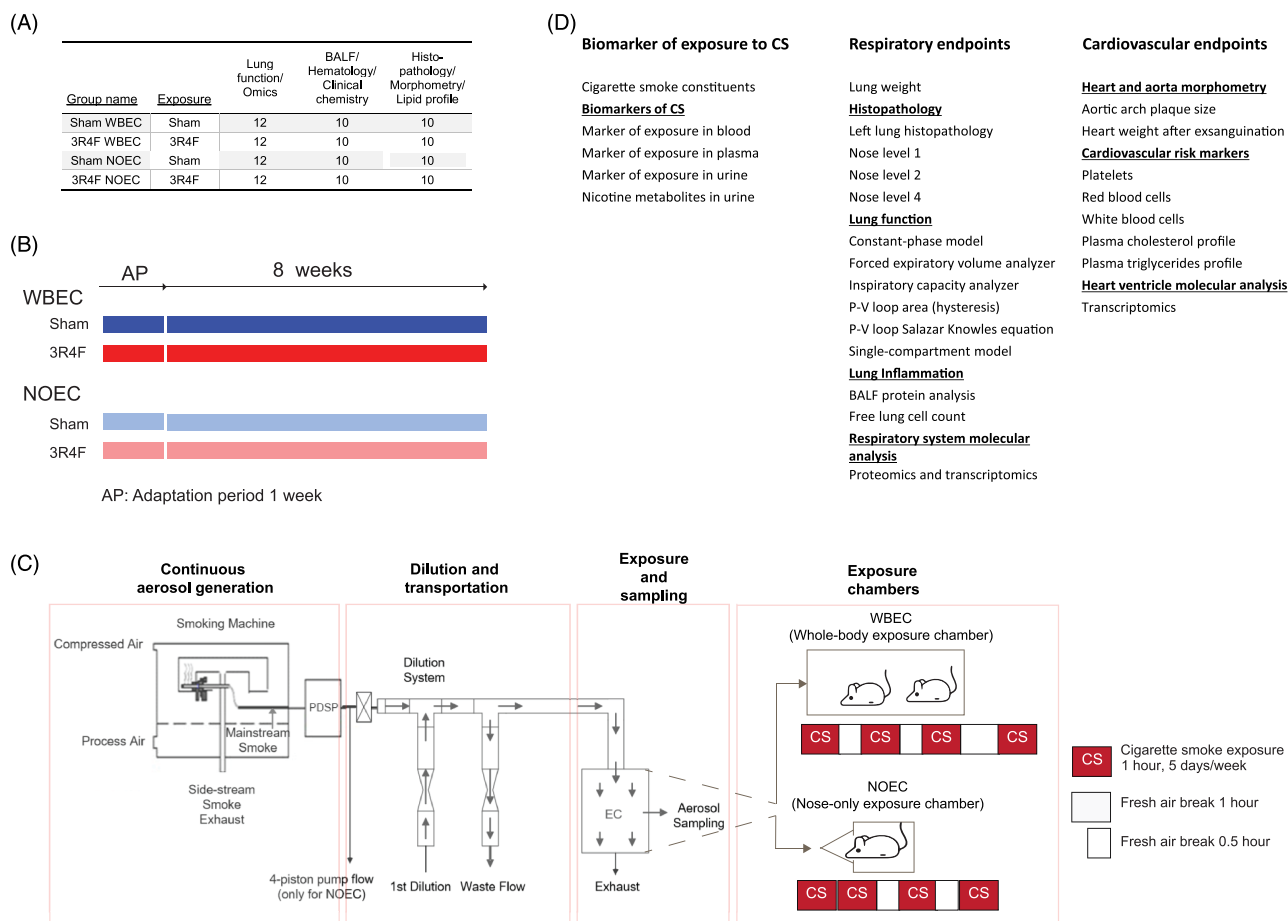 (A)
Group name Exposure Lung function/ Omics BALF/ Hematology/ Clinical chemistry Histo- pathology/ Morphometry/ Lipid profile
Sham WBEC Sham 12 10 10
3R4F WBEC 3R4F 12 10 10
Sham NOEC Sham 12 10 10
3R4F NOEC 3R4F 12 10 10
(B)
AP 8 weeks
WBEC
Sham
3R4F
NOEC
Sham
3R4F
AP: Adaptation period 1 week
(D)
Biomarker of exposure to CS
Cigarette smoke constituents
Biomarkers of CS
Marker of exposure in blood
Marker of exposure in plasma
Marker of exposure in urine
Nicotine metabolites in urine
Respiratory endpoints
Lung weight
Histopathology
Left lung histopathology
Nose level 1
Nose level 2
Nose level 4
Lung function
Constant-phase model
Forced expiratory volume analyzer
Inspiratory capacity analyzer
P-V loop area (hysteresis)
P-V loop Salazar Knowles equation
Single-compartment model
Lung Inflammation
BALF protein analysis
Free lung cell count
Respiratory system molecular
analysis
Proteomics and transcriptomics
Cardiovascular endpoints
Heart and aorta morphometry
Aortic arch plaque size
Heart weight after exsanguination
Cardiovascular risk markers
Platelets
Red blood cells
White blood cells
Plasma cholesterol profile
Plasma triglycerides profile
Heart ventricle molecular analysis
Transcriptomics
(C)
Continuous
aerosol generation
Smoking Machine
Compressed Air
PDSP
Mainstream
Smoke
Process Air
Side-stream
Smoke
Exhaust
4-piston pump flow
(only for NOEC)
Dilution and
transportation
Dilution
System
1st Dilution
Waste Flow
Exposure
and
sampling
EC
Aerosol
Sampling
Exhaust
Exposure
chambers
WBEC
(Whole-body exposure chamber)
CS CS CS CS
NOEC
(Nose-only exposure chamber)
CS CS CS CS
CS Cigarette smoke exposure
1 hour, 5 days/week
Fresh air break 1 hour
Fresh air break 0.5 hour